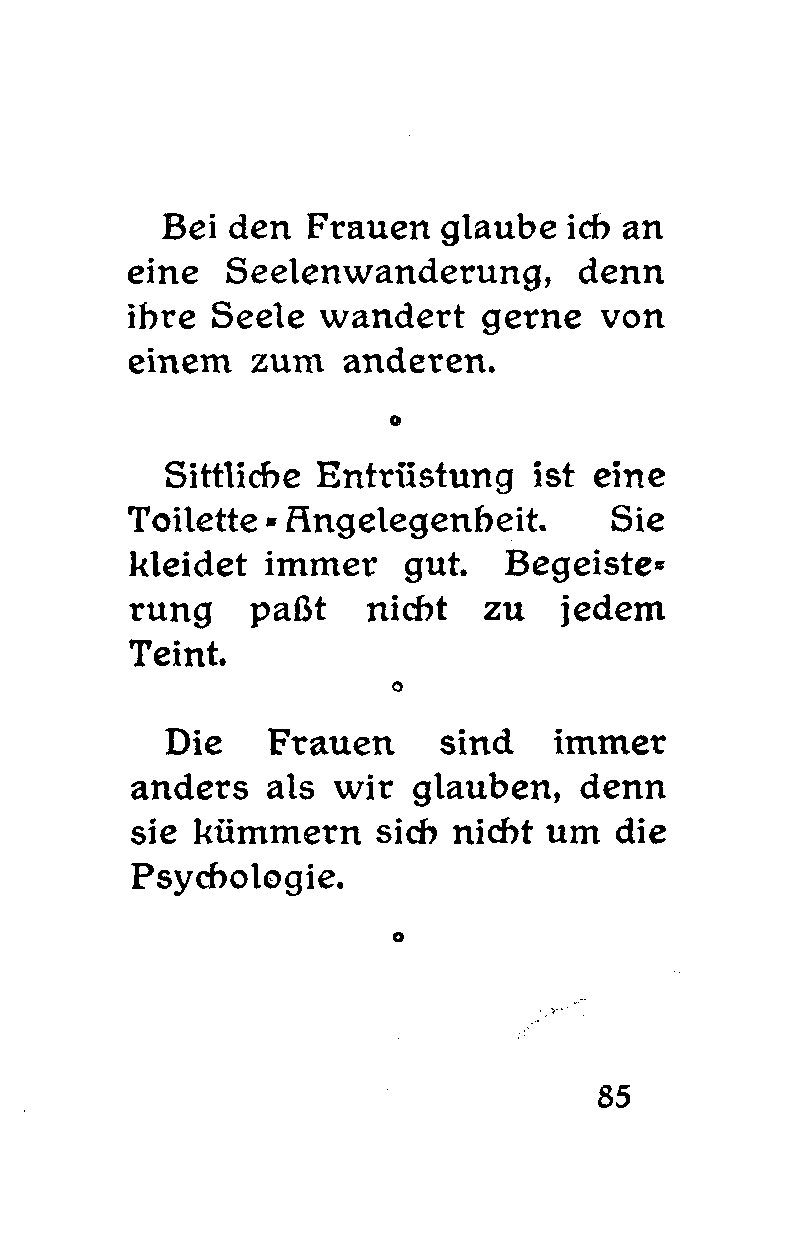 Bei den Frauen glaube ich an
eine Seelenwanderung, denn
ihre Seele wandert gerne von
einem zum anderen.
Sittliche Entrüstung ist eine
Toilette-Angelegenheit. Sie
kleidet immer gut. Begeiste-
rung paßt nicht zu jedem
Teint.
Die Frauen sind immer
anders als wir glauben, denn
sie kümmern sich nicht um die
Psychologie.
85